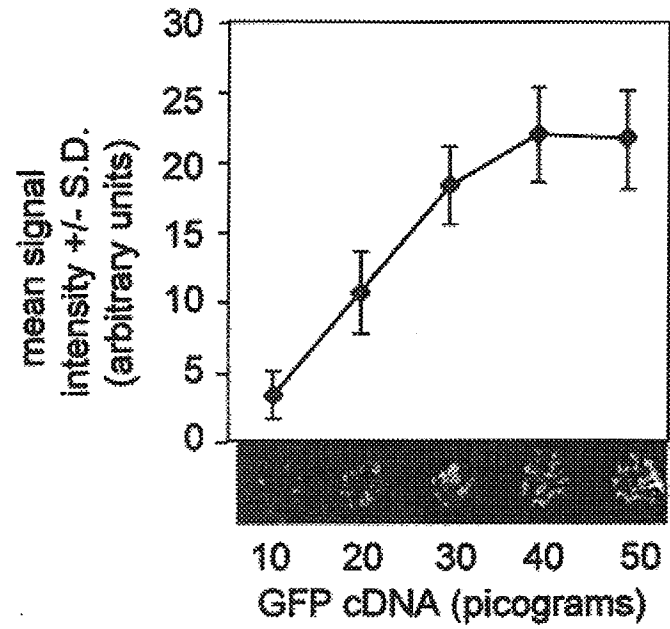 30
25
20
15
10
5
0
mean signal
intensity +/- S.D.
(arbitrary units)
10 20 30 40 50
GFP cDNA (picograms)